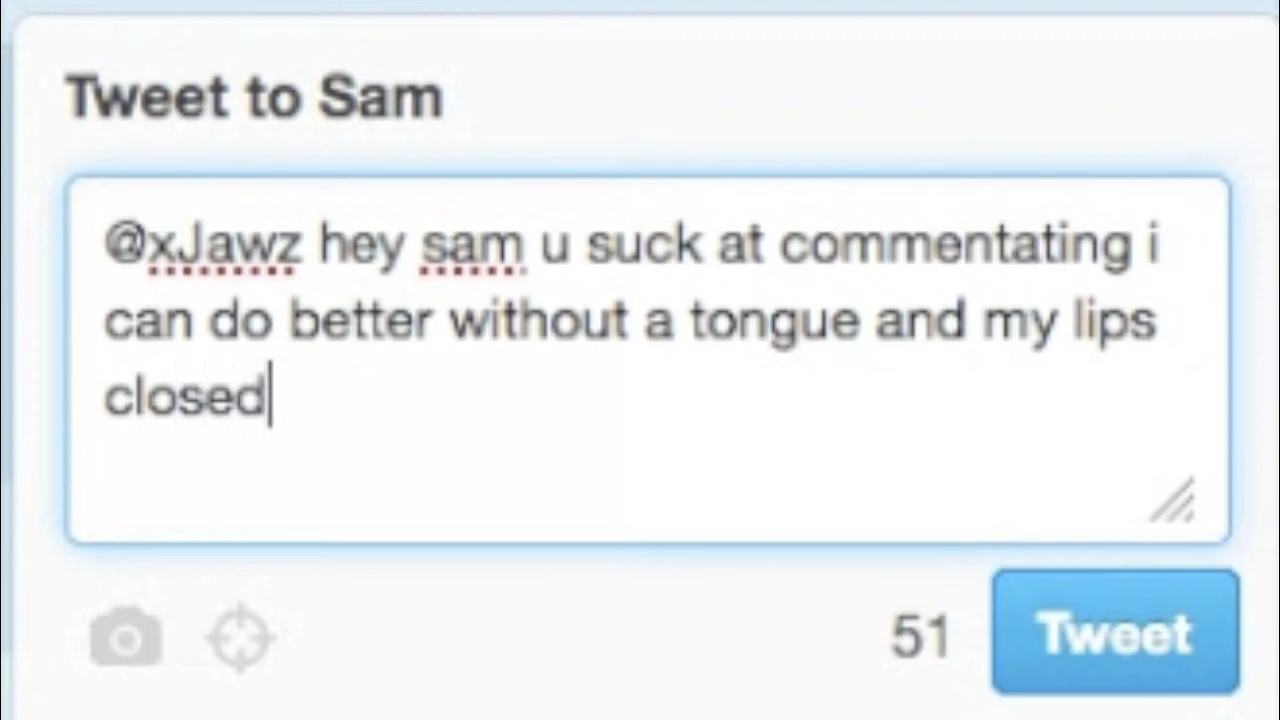 Tweet to Sam
@xJawz hey sam u suck at commentating i
can do better without a tongue and my lips
closed
51
Tweet